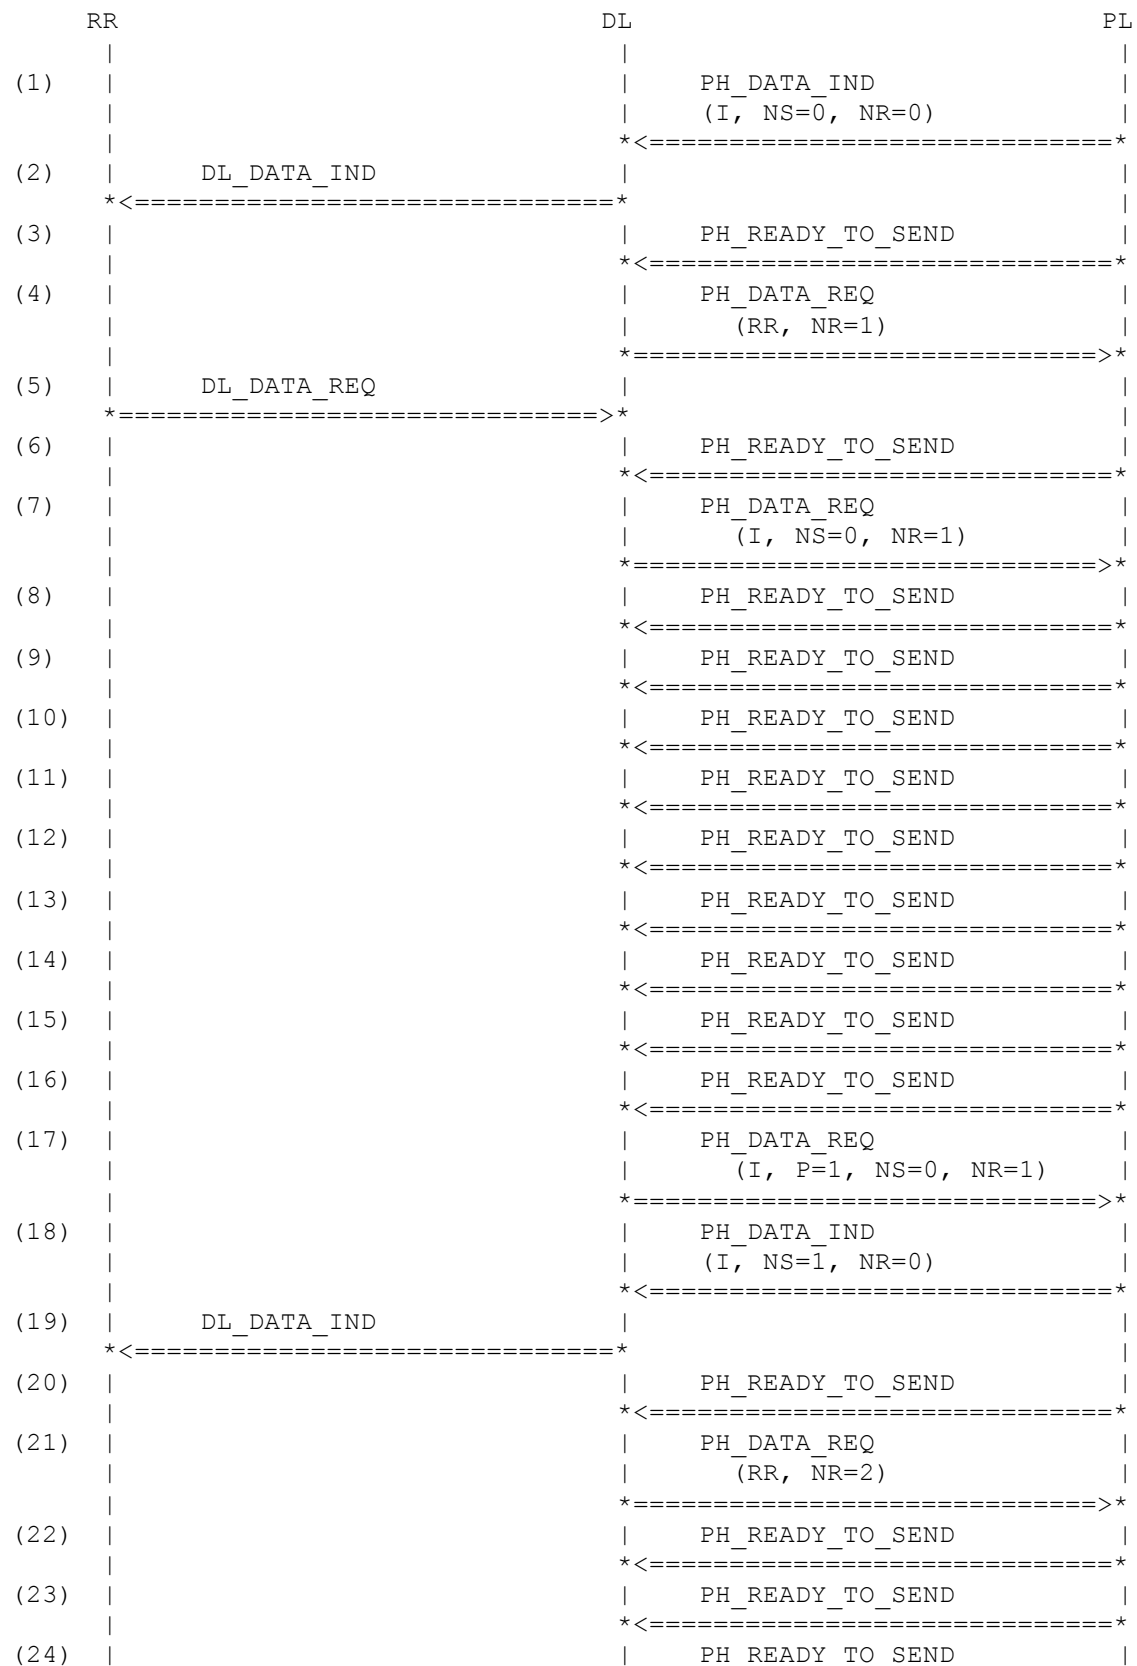 RR                              DL                              PL
      |                               |                               |
(1)   |                               |    PH_DATA_IND                |
      |                               |    (I, NS=0, NR=0)            |
      |                               *<=============================*
(2)   |     DL_DATA_IND               |                               |
      *<==============================*                               |
(3)   |                               |    PH_READY_TO_SEND           |
      |                               *<=============================*
(4)   |                               |    PH_DATA_REQ                |
      |                               |      (RR, NR=1)               |
      |                               *=============================>*
(5)   |     DL_DATA_REQ               |                               |
      *==============================>*                               |
(6)   |                               |    PH_READY_TO_SEND           |
      |                               *<=============================*
(7)   |                               |    PH_DATA_REQ                |
      |                               |      (I, NS=0, NR=1)          |
      |                               *=============================>*
(8)   |                               |    PH_READY_TO_SEND           |
      |                               *<=============================*
(9)   |                               |    PH_READY_TO_SEND           |
      |                               *<=============================*
(10)  |                               |    PH_READY_TO_SEND           |
      |                               *<=============================*
(11)  |                               |    PH_READY_TO_SEND           |
      |                               *<=============================*
(12)  |                               |    PH_READY_TO_SEND           |
      |                               *<=============================*
(13)  |                               |    PH_READY_TO_SEND           |
      |                               *<=============================*
(14)  |                               |    PH_READY_TO_SEND           |
      |                               *<=============================*
(15)  |                               |    PH_READY_TO_SEND           |
      |                               *<=============================*
(16)  |                               |    PH_READY_TO_SEND           |
      |                               *<=============================*
(17)  |                               |    PH_DATA_REQ                |
      |                               |      (I, P=1, NS=0, NR=1)     |
      |                               *=============================>*
(18)  |                               |    PH_DATA_IND                |
      |                               |    (I, NS=1, NR=0)            |
      |                               *<=============================*
(19)  |     DL_DATA_IND               |                               |
      *<==============================*                               |
(20)  |                               |    PH_READY_TO_SEND           |
      |                               *<=============================*
(21)  |                               |    PH_DATA_REQ                |
      |                               |      (RR, NR=2)               |
      |                               *=============================>*
(22)  |                               |    PH_READY_TO_SEND           |
      |                               *<=============================*
(23)  |                               |    PH_READY_TO_SEND           |
      |                               *<=============================*
(24)  |                               |    PH READY TO SEND           |